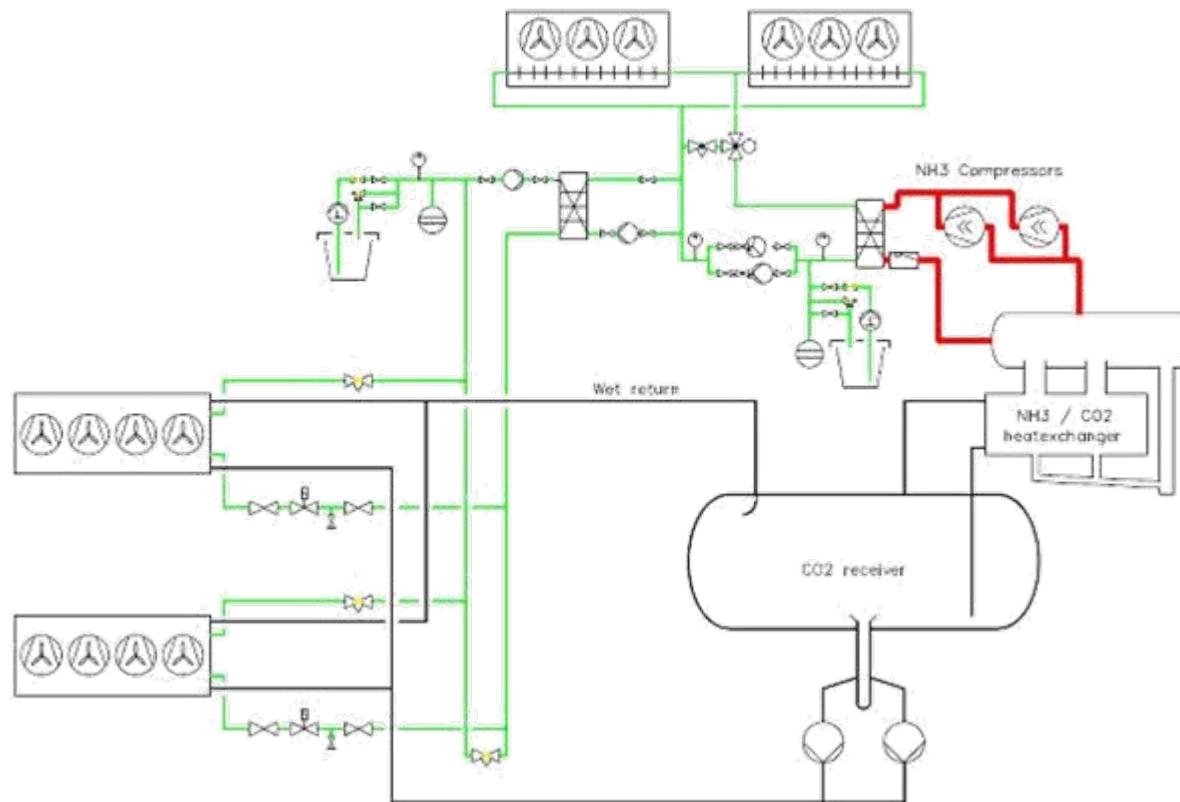 NH3 Compressors
Wet return
NH3 / CO2
heatexchanger
CO2 receiver